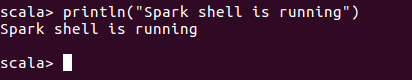 scala> println("Spark shell is running")
Spark shell is running
scala>